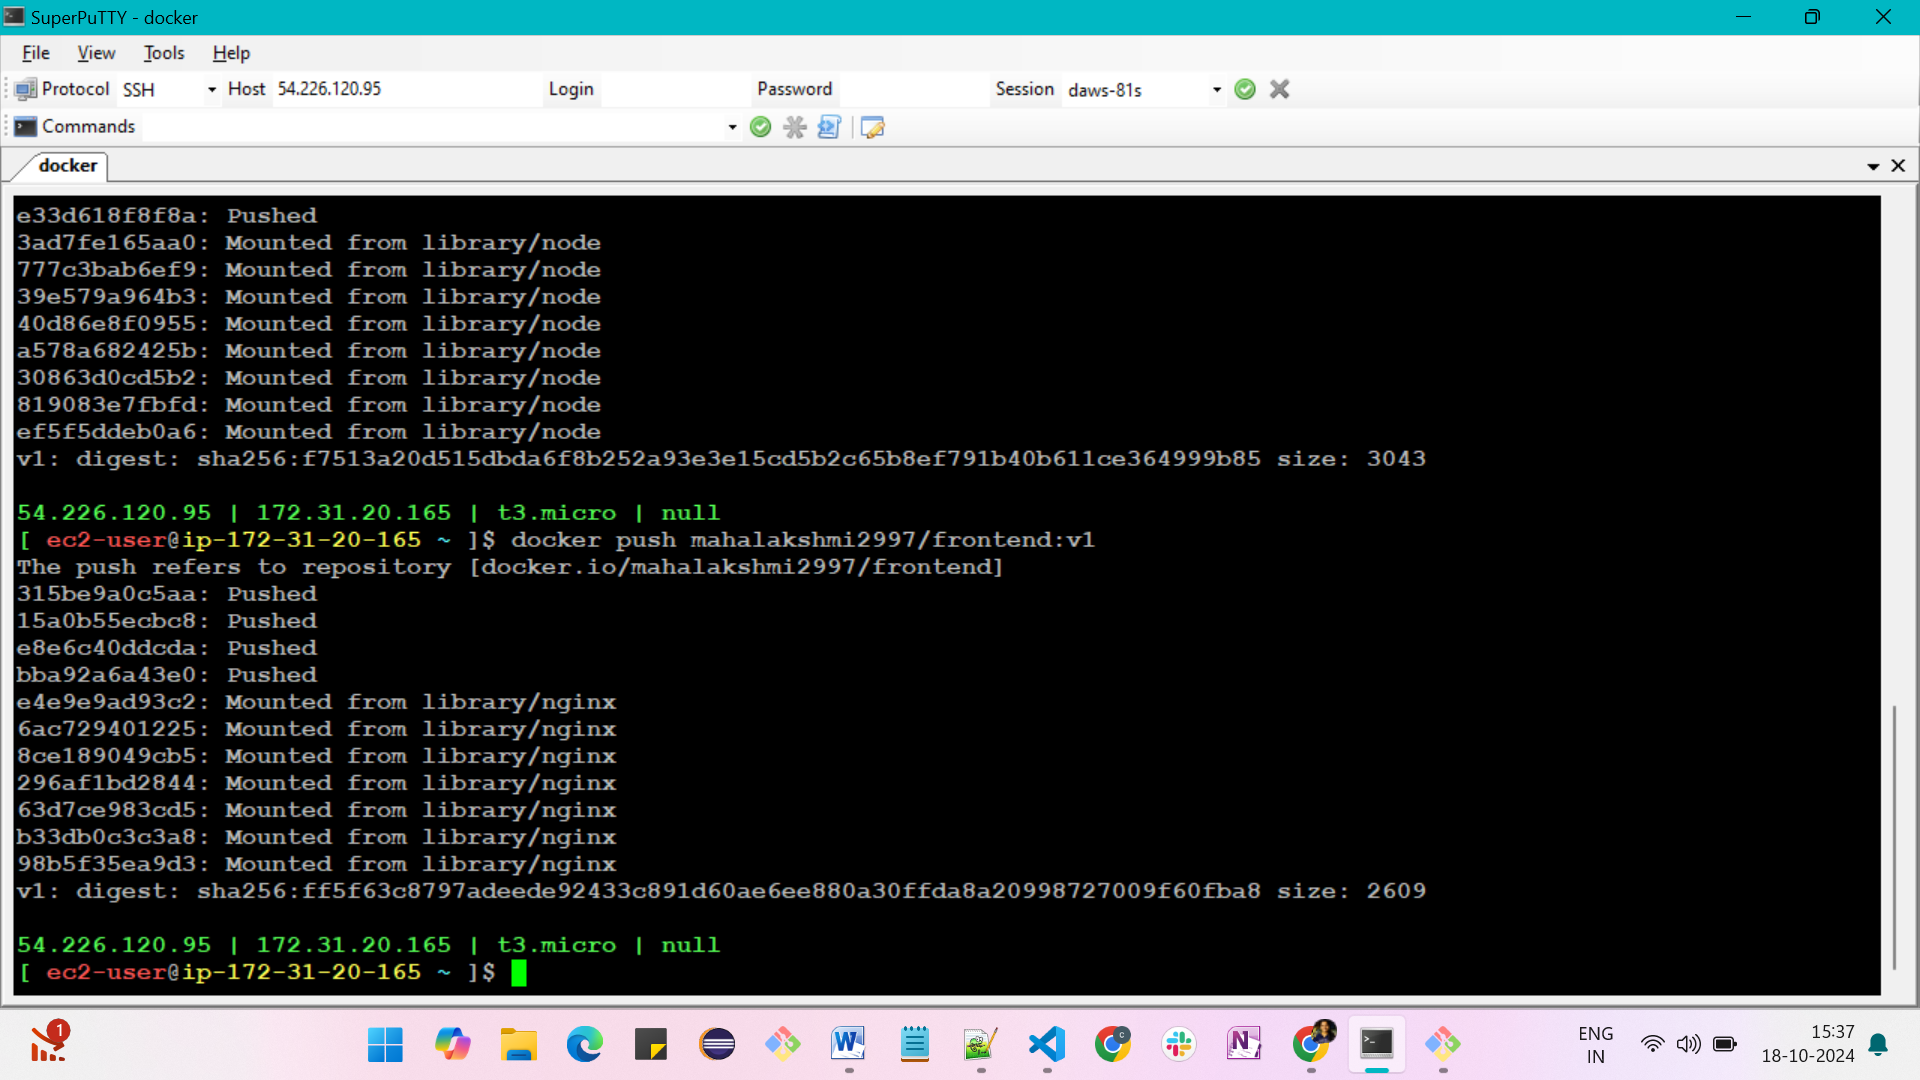 SuperPuTTY - docker
File View Tools Help
Protocol SSH Host 54.226.120.95 Login Password Session daws-81s
Commands
docker
e33d618f8f8a: Pushed
3ad7fe165aa0: Mounted from library/node
777c3bab6ef9: Mounted from library/node
39e579a964b3: Mounted from library/node
40d86e8f0955: Mounted from library/node
a578a682425b: Mounted from library/node
30863d0cd5b2: Mounted from library/node
819083e7fbfd: Mounted from library/node
ef5f5ddeb0a6: Mounted from library/node
v1: digest: sha256:f7513a20d515dbda6f8b252a93e3e15cd5b2c65b8ef791b40b611ce364999b85 size: 3043
54.226.120.95 | 172.31.20.165 | t3.micro | null
[ ec2-user@ip-172-31-20-165 ~ ]$ docker push mahalakshmi2997/frontend:v1
The push refers to repository [docker.io/mahalakshmi2997/frontend]
315be9a0c5aa: Pushed
15a0b55ecbc8: Pushed
e8e6c40ddcda: Pushed
bba92a6a43e0: Pushed
e4e9e9ad93c2: Mounted from library/nginx
6ac729401225: Mounted from library/nginx
8ce189049cb5: Mounted from library/nginx
296af1bd2844: Mounted from library/nginx
63d7ce983cd5: Mounted from library/nginx
b33db0c3c3a8: Mounted from library/nginx
98b5f35ea9d3: Mounted from library/nginx
v1: digest: sha256:ff5f63c8797adeede92433c891d60ae6ee880a30ffda8a20998727009f60fba8 size: 2609
54.226.120.95 | 172.31.20.165 | t3.micro | null
[ ec2-user@ip-172-31-20-165 ~ ]$
1
ENG
IN
15:37
18-10-2024